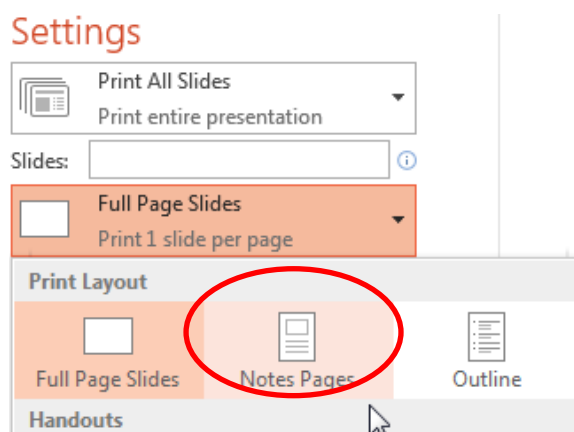 Settings
Print All Slides
Print entire presentation
Slides:
Full Page Slides
Print 1 slide per page
Print Layout
Full Page Slides
Notes Pages
Outline
Handouts